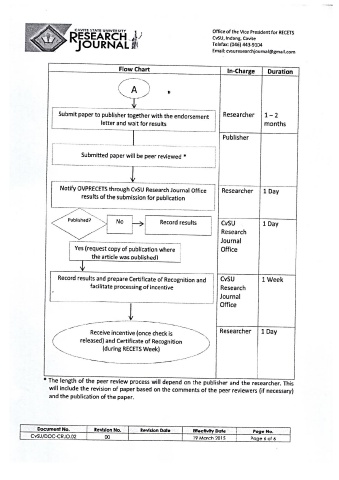 CAVITE STATE UNIVERSITY
RESEARCH
JOURNAL
Office of the Vice President for RECETS
CvSU, Indang, Cavite
Telefax: (046) 443-9104
Email: cvsuresearchjournal@gmail.com
Flow Chart In-Charge Duration
A
Submit paper to publisher together with the endorsement
letter and wait for results
Researcher
1 – 2
months
Publisher
Submitted paper will be peer reviewed *
Notify OVPRECETS through CvSU Research Journal Office
results of the submission for publication
Researcher
1 Day
Published?
No
Record results
CvSU
Research
Journal
Office
1 Day
Yes (request copy of publication where
the article was published)
Record results and prepare Certificate of Recognition and
facilitate processing of incentive
CvSU
Research
Journal
Office
1 Week
Receive incentive (once check is
released) and Certificate of Recognition
(during RECETS Week)
Researcher
1 Day
* The length of the peer review process will depend on the publisher and the researcher. This
will include the revision of paper based on the comments of the peer reviewers (if necessary)
and the publication of the paper.
Document No. Revision No. Revision Date Effectivity Date Page No.
CvSU/DOC-CRJO.02 00 19 March 2015 Page 6 of 6